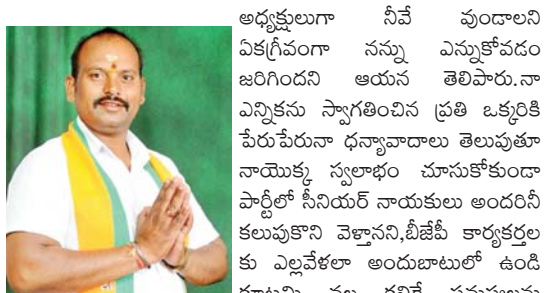 అధ్యక్షులుగా నీవే వుండాలని
ఏకగ్రీవంగా నన్ను ఎన్నుకోవడం
జరిగిందని ఆయన తెలిపారు.నా
ఎన్నికను స్వాగతించిన ప్రతి ఒక్కరికి
పేరుపేరునా ధన్యావాదాలు తెలుపుతూ
నాయొక్క స్వలాభం చూసుకోకుండా
పార్టీలో సీనియర్ నాయకులు అందరినీ
కలుపుకొని వెళ్తానని,బీజేపీ కార్యకర్తల
కు ఎల్లవేళలా అందుబాటులో ఉండి